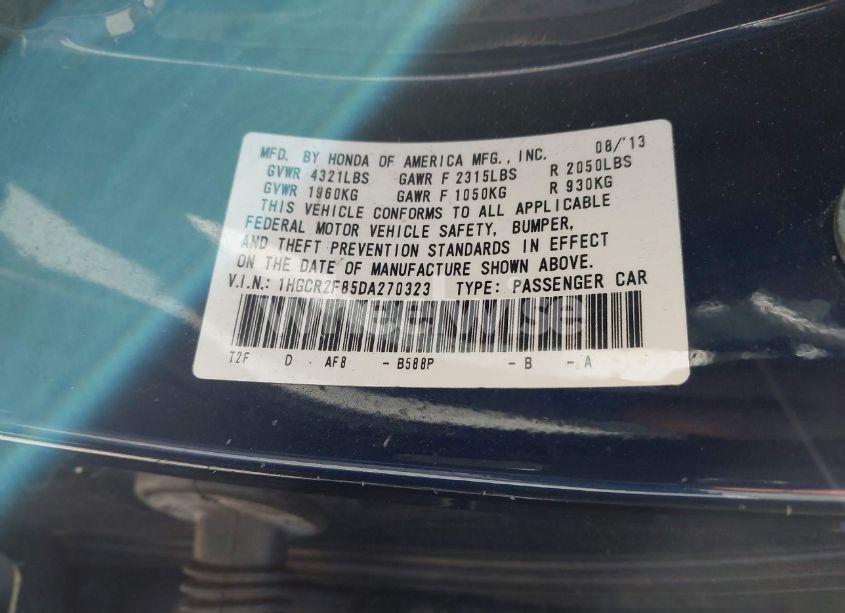 MFD. BY HONDA OF AMERICA MFG., INC. 08/'13
GVWR 4321LBS GAWR F 2315LBS R 2050LBS
GVWR 1960KG GAWR F 1050KG R 930KG
THIS VEHICLE CONFORMS TO ALL APPLICABLE
FEDERAL MOTOR VEHICLE SAFETY, BUMPER,
AND THEFT PREVENTION STANDARDS IN EFFECT
ON THE DATE OF MANUFACTURE SHOWN ABOVE.
V.I.N.: 1HGCR2F85DA270323 TYPE: PASSENGER CAR
T2F D AF8 - B588P - B - A